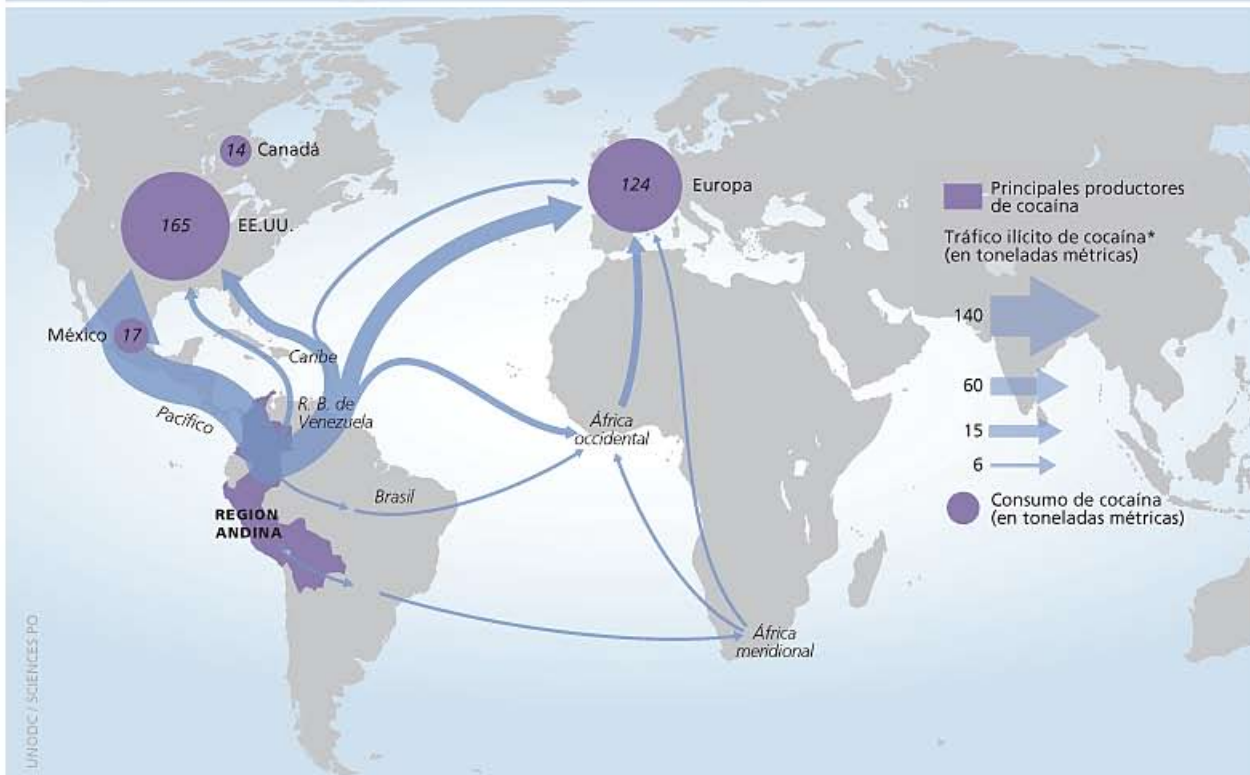 14 Canadá
165 EE.UU.
124 Europa
México 17
Caribe
R. B. de
Venezuela
Pacífico
África
occidental
Brasil
REGION
ANDINA
África
meridional
Principales productores
de cocaína
Tráfico ilícito de cocaína*
(en toneladas métricas)
140
60
15
6
Consumo de cocaína
(en toneladas métricas)
UNODC / SCIENCES PO